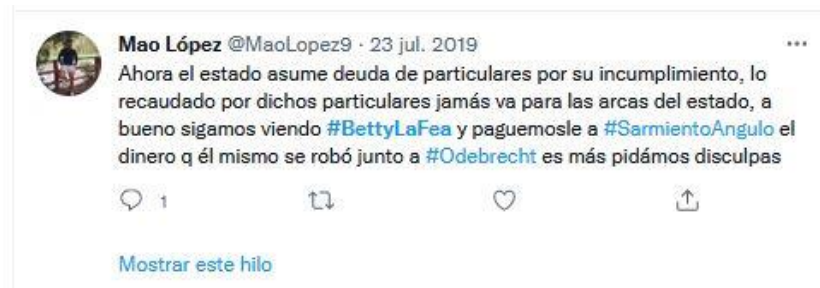 Mao López @MaoLopez9 · 23 jul. 2019
Ahora el estado asume deuda de particulares por su incumplimiento, lo
recaudado por dichos particulares jamás va para las arcas del estado, a
bueno sigamos viendo #BettyLaFea y paguemosle a #SarmientoAngulo el
dinero q él mismo se robó junto a #Odebrecht es más pidámos disculpas
1
Mostrar este hilo